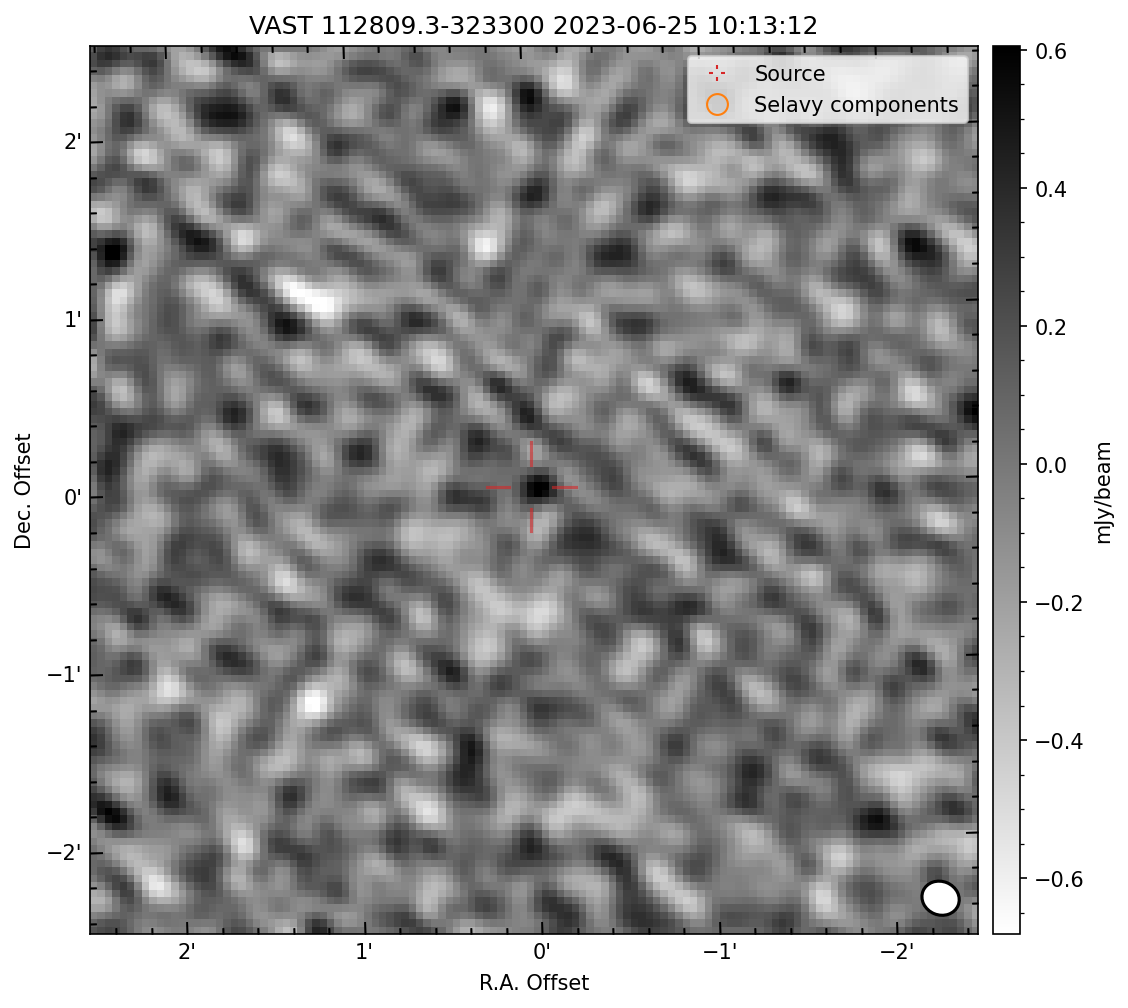 VAST 112809.3-323300 2023-06-25 10:13:12
Source
Selavy components
2'
1'
0'
−1'
−2'
Dec. Offset
2'
1'
0'
−1'
−2'
R.A. Offset
0.6
0.4
0.2
0.0
−0.2
−0.4
−0.6
mJy/beam